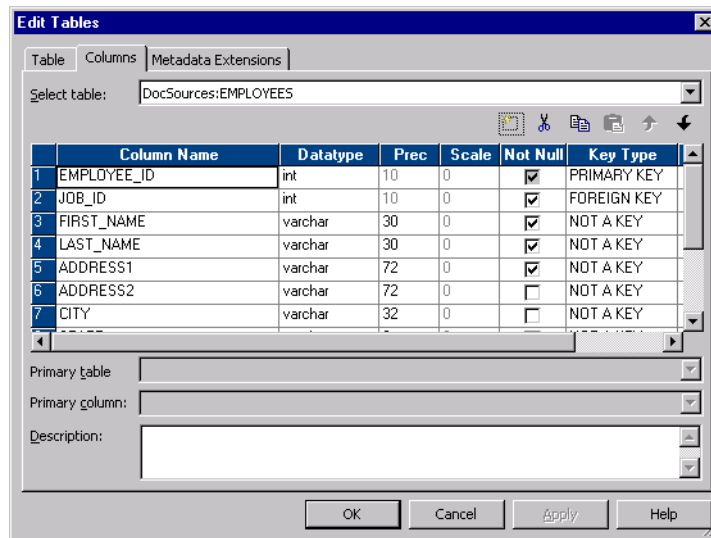 Edit Tables
Table Columns Metadata Extensions
Select table: DocSources:EMPLOYEES
Column Name Datatype Prec Scale Not Null Key Type
1 EMPLOYEE_ID int 10 0 PRIMARY KEY
2 JOB_ID int 10 0 FOREIGN KEY
3 FIRST_NAME varchar 30 0 NOT A KEY
4 LAST_NAME varchar 30 0 NOT A KEY
5 ADDRESS1 varchar 72 0 NOT A KEY
6 ADDRESS2 varchar 72 0 NOT A KEY
7 CITY varchar 32 0 NOT A KEY
Primary table
Primary column:
Description:
OK Cancel Apply Help